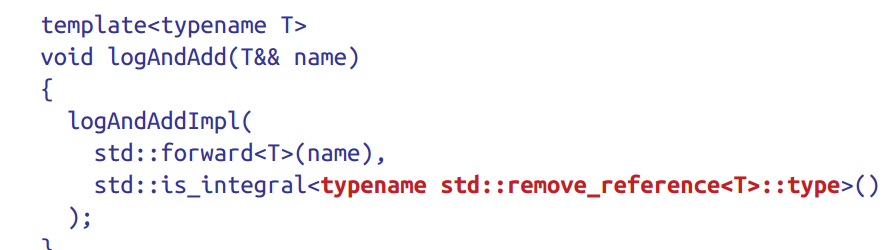 template<typename T>
void logAndAdd(T&& name)
{
logAndAddImpl(
std::forward<T>(name),
std::is_integral<typename std::remove_reference<T>::type>()
);
}